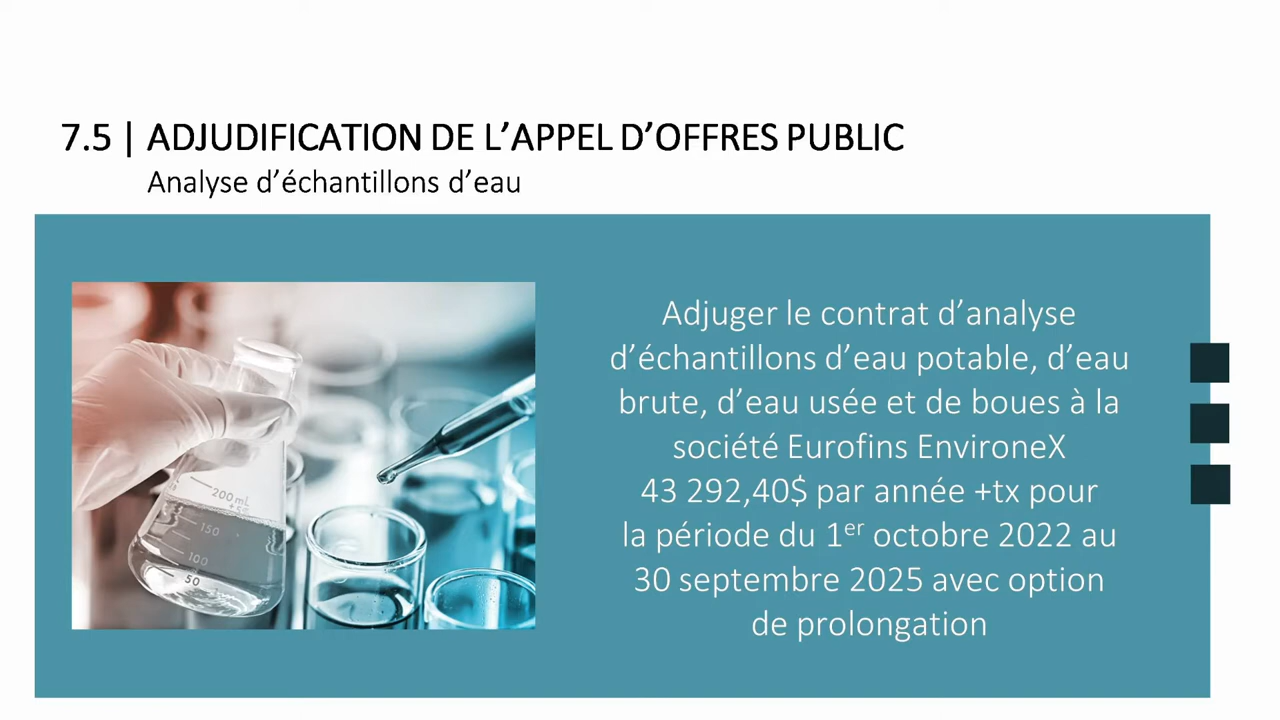 7.5 | ADJUDIFICATION DE L’APPEL D’OFFRES PUBLIC
Analyse d’échantillons d’eau
Adjuger le contrat d’analyse
d’échantillons d’eau potable, d’eau
brute, d’eau usée et de boues à la
société Eurofins EnvironeX
43 292,40$ par année +tx pour
la période du 1er octobre 2022 au
30 septembre 2025 avec option
de prolongation
200 mL
±5%
150
100
50